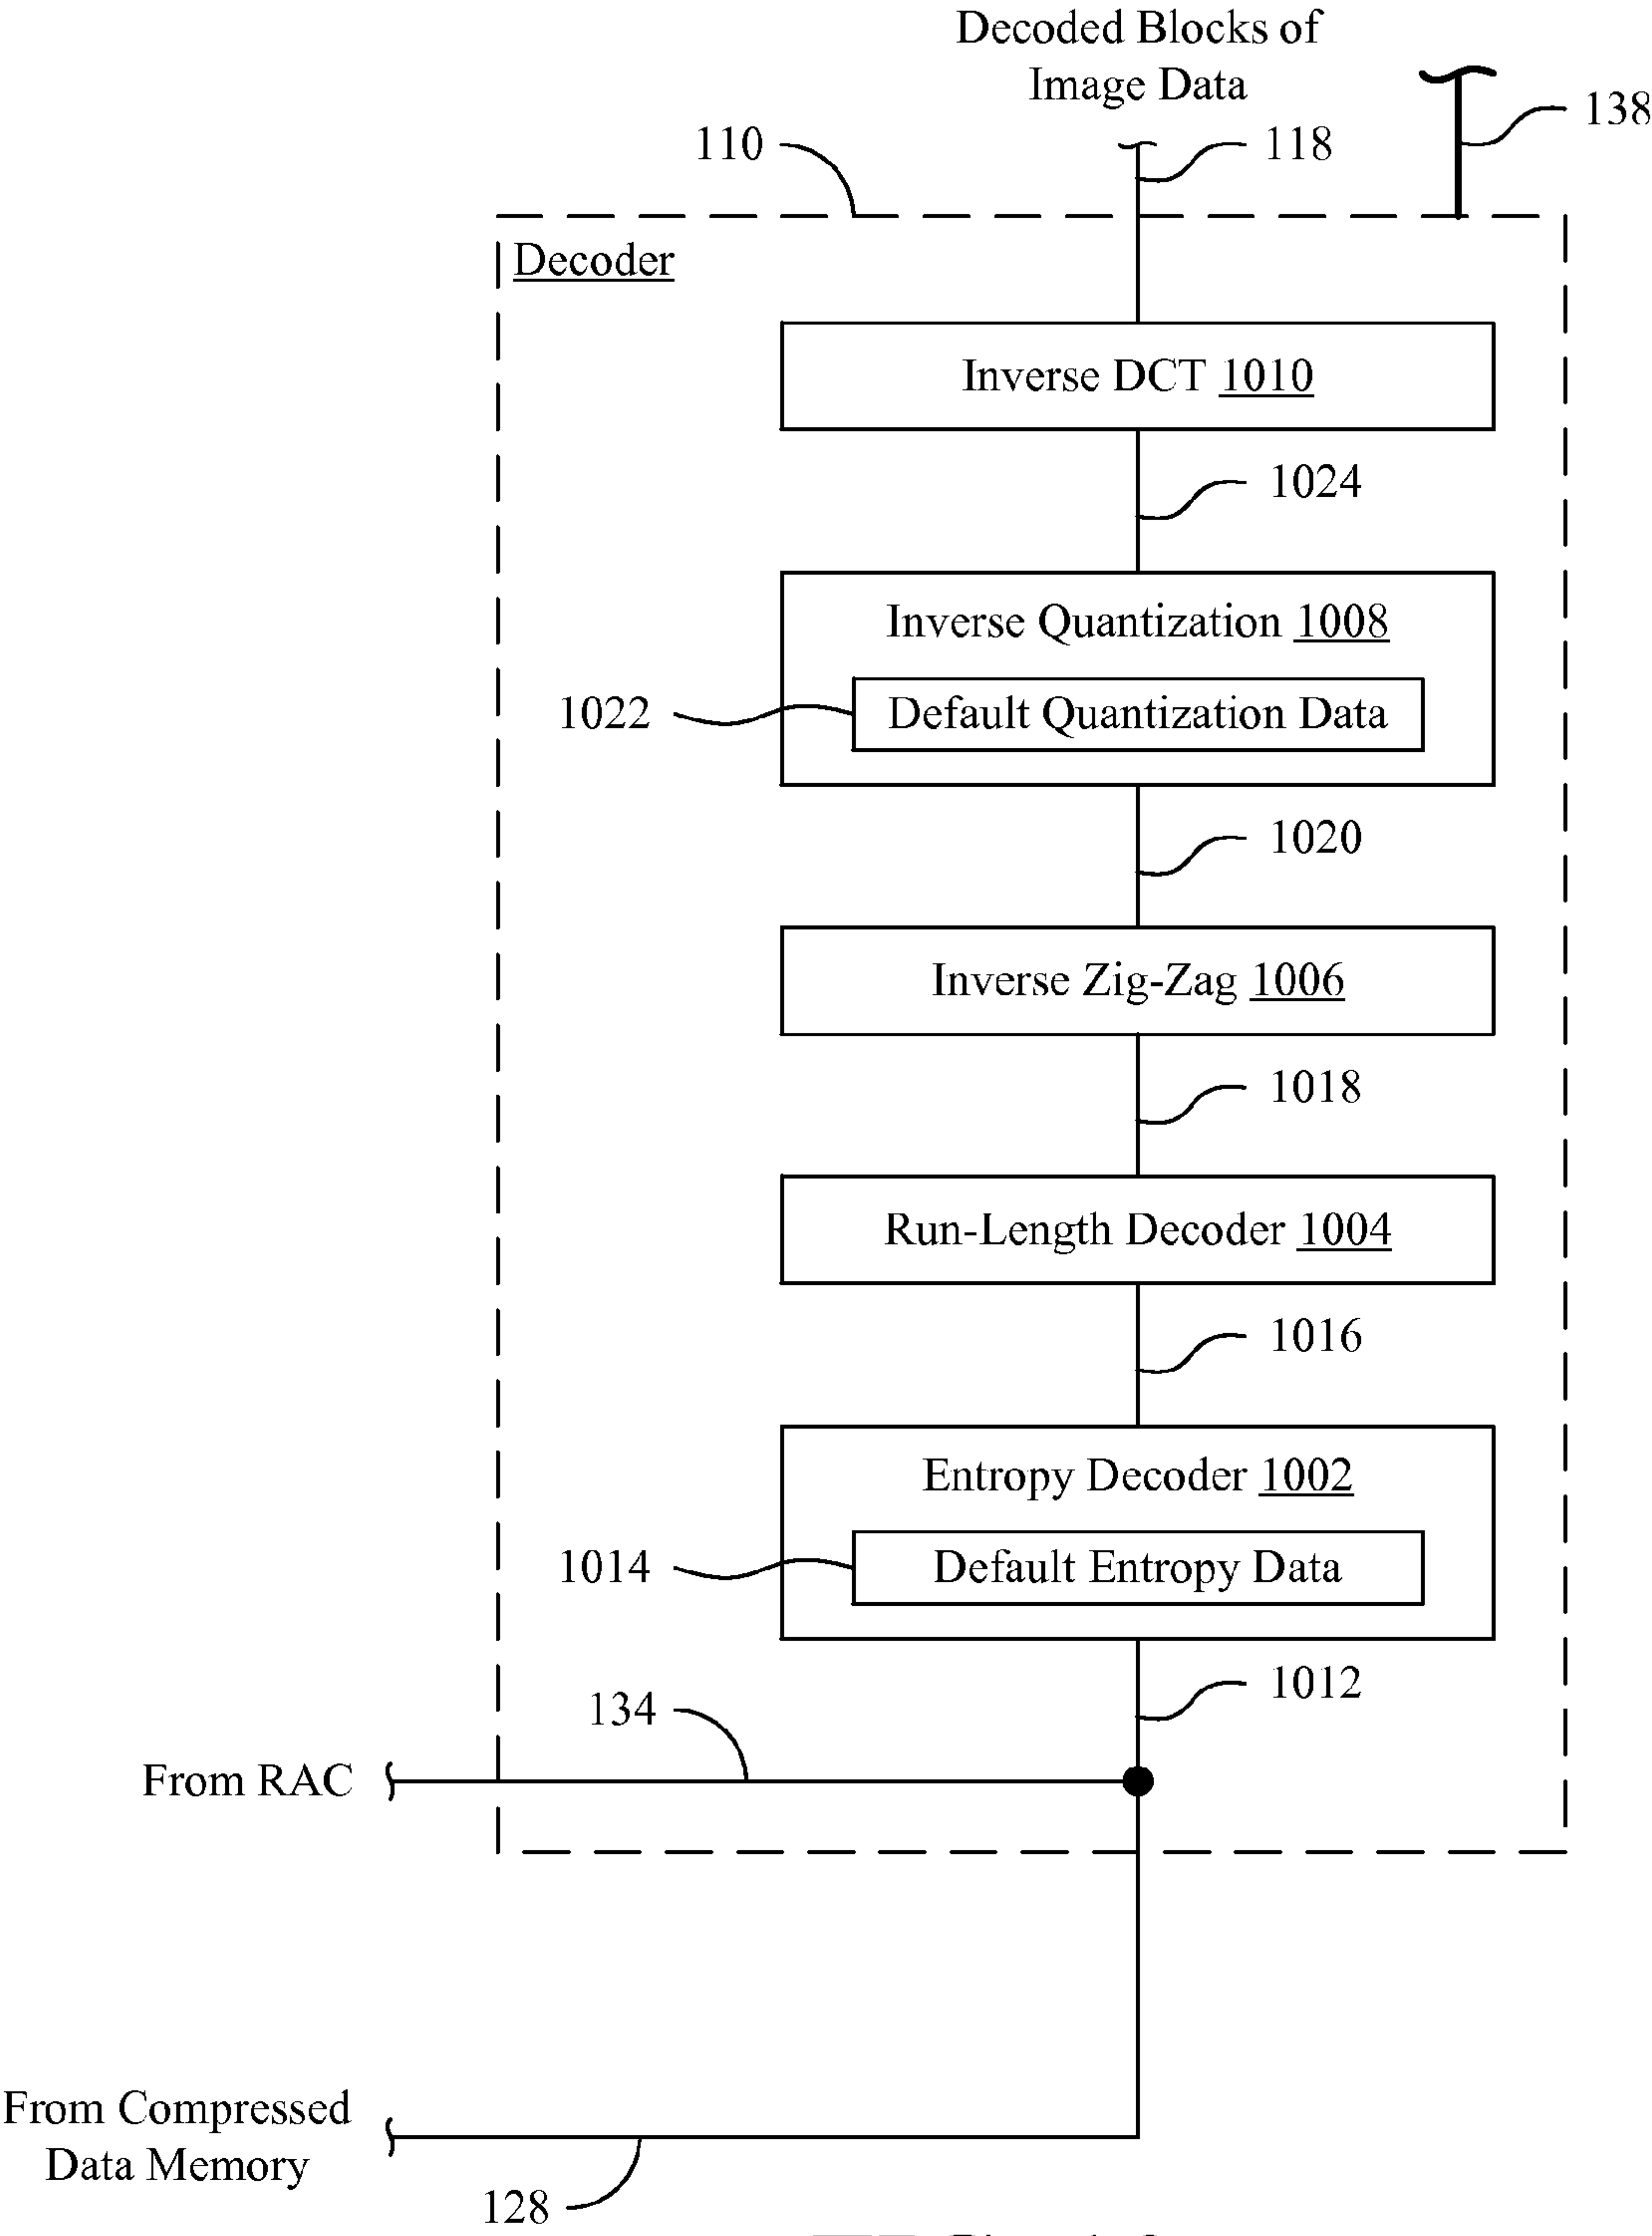 Decoded Blocks of
Image Data
138
110
118
Decoder
Inverse DCT 1010
1024
Inverse Quantization 1008
1022
Default Quantization Data
1020
Inverse Zig-Zag 1006
1018
Run-Length Decoder 1004
1016
Entropy Decoder 1002
1014
Default Entropy Data
1012
134
From RAC
From Compressed
Data Memory
128